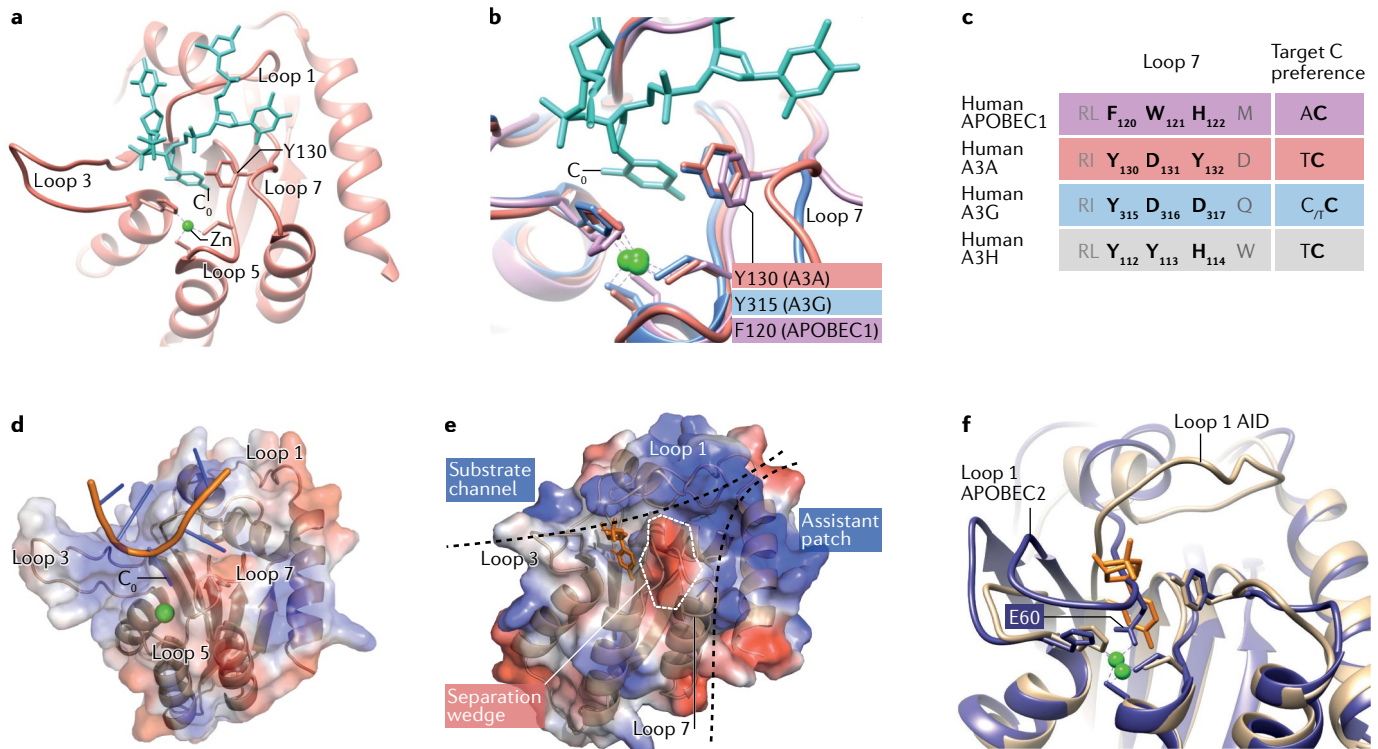 a
Loop 1
Y130
Loop 3
C₀
Loop 7
Zn
Loop 5
b
C₀
Loop 7
Y130 (A3A)
Y315 (A3G)
F120 (APOBEC1)
c
Loop 7
Target C
preference
Human
APOBEC1
RL F₁₂₀ W₁₂₁ H₁₂₂ M
AC
Human
A3A
RI Y₁₃₀ D₁₃₁ Y₁₃₂ D
TC
Human
A3G
RI Y₃₁₅ D₃₁₆ D₃₁₇ Q
C/TC
Human
A3H
RL Y₁₁₂ Y₁₁₃ H₁₁₄ W
TC
d
Loop 1
Loop 3
C₀
Loop 7
Loop 5
e
Loop 1
Substrate
channel
Assistant
patch
Loop 3
Separation
wedge
Loop 7
f
Loop 1 AID
Loop 1
APOBEC2
E60